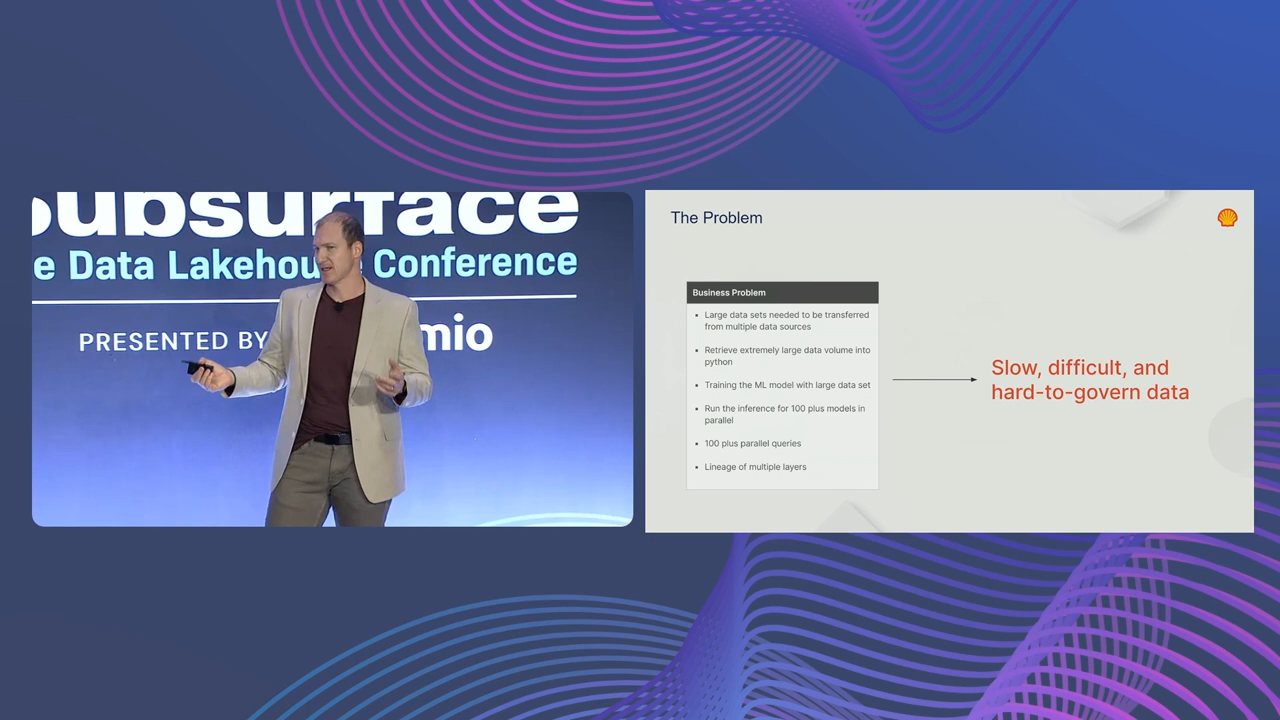 ubsurface
e Data Lakehou Conference
PRESENTED BY mio
The Problem
Business Problem
Large data sets needed to be transferred
from multiple data sources
Retrieve extremely large data volume into
python
Training the ML model with large data set
Run the inference for 100 plus models in
parallel
100 plus parallel queries
Lineage of multiple layers
Slow, difficult, and
hard-to-govern data